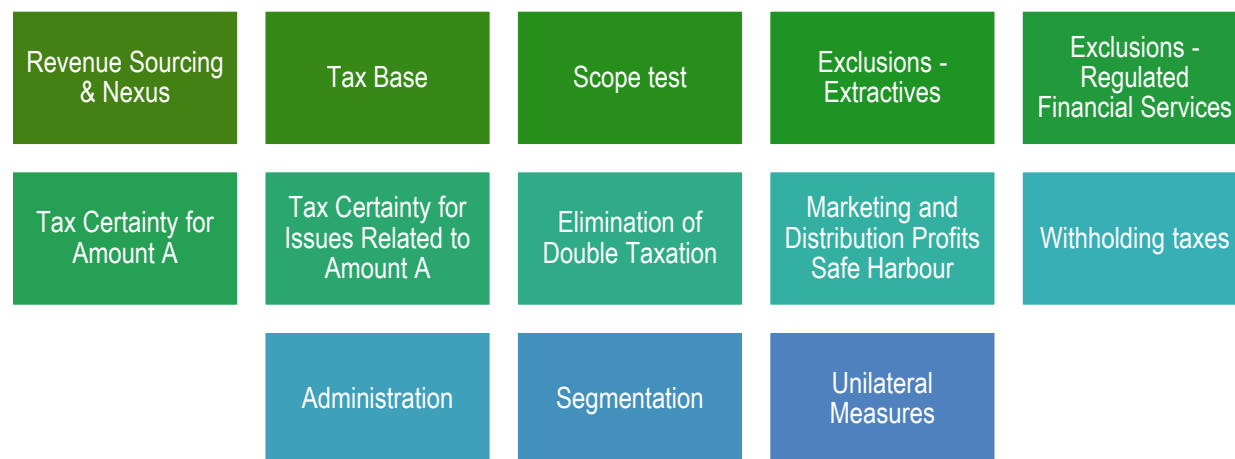 Revenue Sourcing
& Nexus
Tax Base
Scope test
Exclusions -
Extractives
Exclusions -
Regulated
Financial Services
Tax Certainty for
Amount A
Tax Certainty for
Issues Related to
Amount A
Elimination of
Double Taxation
Marketing and
Distribution Profits
Safe Harbour
Withholding taxes
Administration
Segmentation
Unilateral
Measures